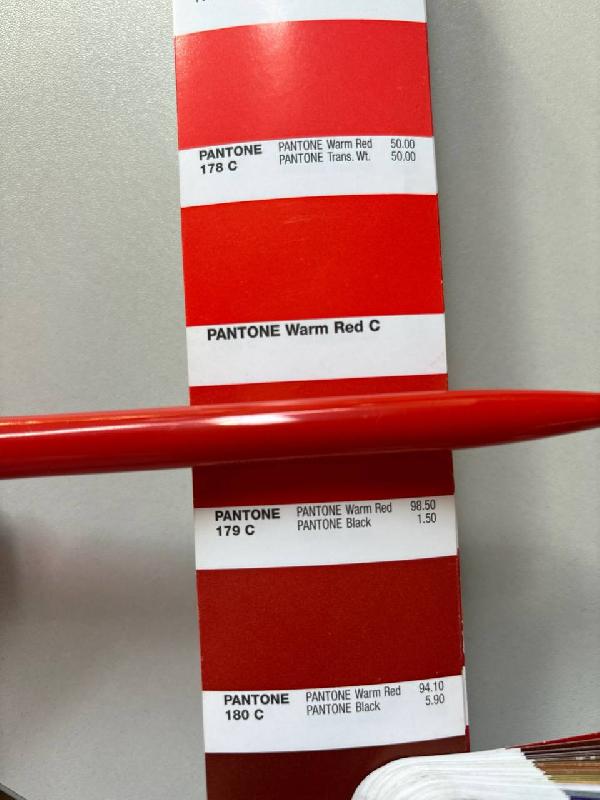 PANTONE Warm Red 50.00
PANTONE 178 C PANTONE Trans. Wt. 50.00
PANTONE Warm Red C
PANTONE PANTONE Warm Red 98.50
179 C PANTONE Black 1.50
PANTONE PANTONE Warm Red 94.10
180 C PANTONE Black 5.90